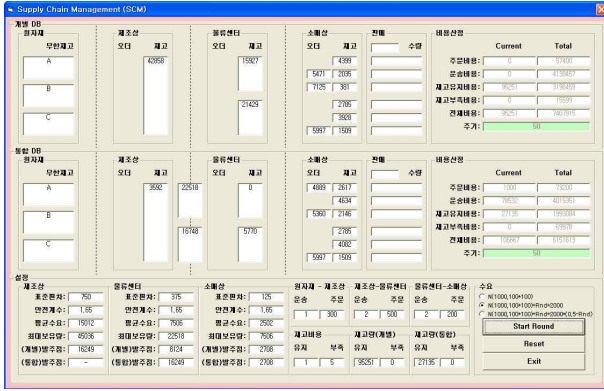 Supply Chain Management (SCM)
개별 DB
원자재 제조상 물류센터 소매상 판매 비용산정
무한재고 오더 재고 오더 재고 오더 재고 수량 Current Total
A 42858 15927 4399 주문비용: 0 57400
5471 2035 운송비용: 0
B 7125 381 재고유지비용: 95251 3196459
21429 2785 재고부족비용: 0 15599
C 3928 전체비용: 95251 7407915
5997 1509 주기: 50
통합 DB
원자재 제조상 물류센터 소매상 판매 비용산정
무한재고 오더 재고 오더 재고 오더 재고 수량 Current Total
A 3592 22518 0 4889 2617 주문비용: 1000 73200
4634 운송비용: 78532 4015351
B 5360 2146 재고유지비용: 27135 1993084
16748 5770 2785 재고부족비용: 0 69978
C 4082 전체비용: 106667 6151613
5997 1509 주기: 50
설정
제조상 물류센터 소매상 원자재 - 제조상 제조상-물류센터 물류센터-소매상 수요
표준편차: 750 표준편차: 375 표준편차: 125 운송 주문 운송 주문 운송 주문 N(1000,100*100)
안전계수: 1,65 안전계수: 1,65 안전계수: 1,65 1 300 2 500 2 200 N(1000,100*100)+Rnd*2000
평균수요: 15012 평균수요: 7506 평균수요: 2502 N(1000,100*100)+Rnd*2000*(0,5-Rnd)
최대보유량: 45036 최대보유량: 22518 최대보유량: 7506 재고비용 재고량(개별) 재고량(통합) Start Round
(개별)발주점: 16249 (개별)발주점: 8124 (개별)발주점: 2708 유지 부족 유지 부족 유지 부족 Reset
(통합)발주점: - (통합)발주점: 16249 (통합)발주점: 2708 1 5 95251 0 27135 0 Exit